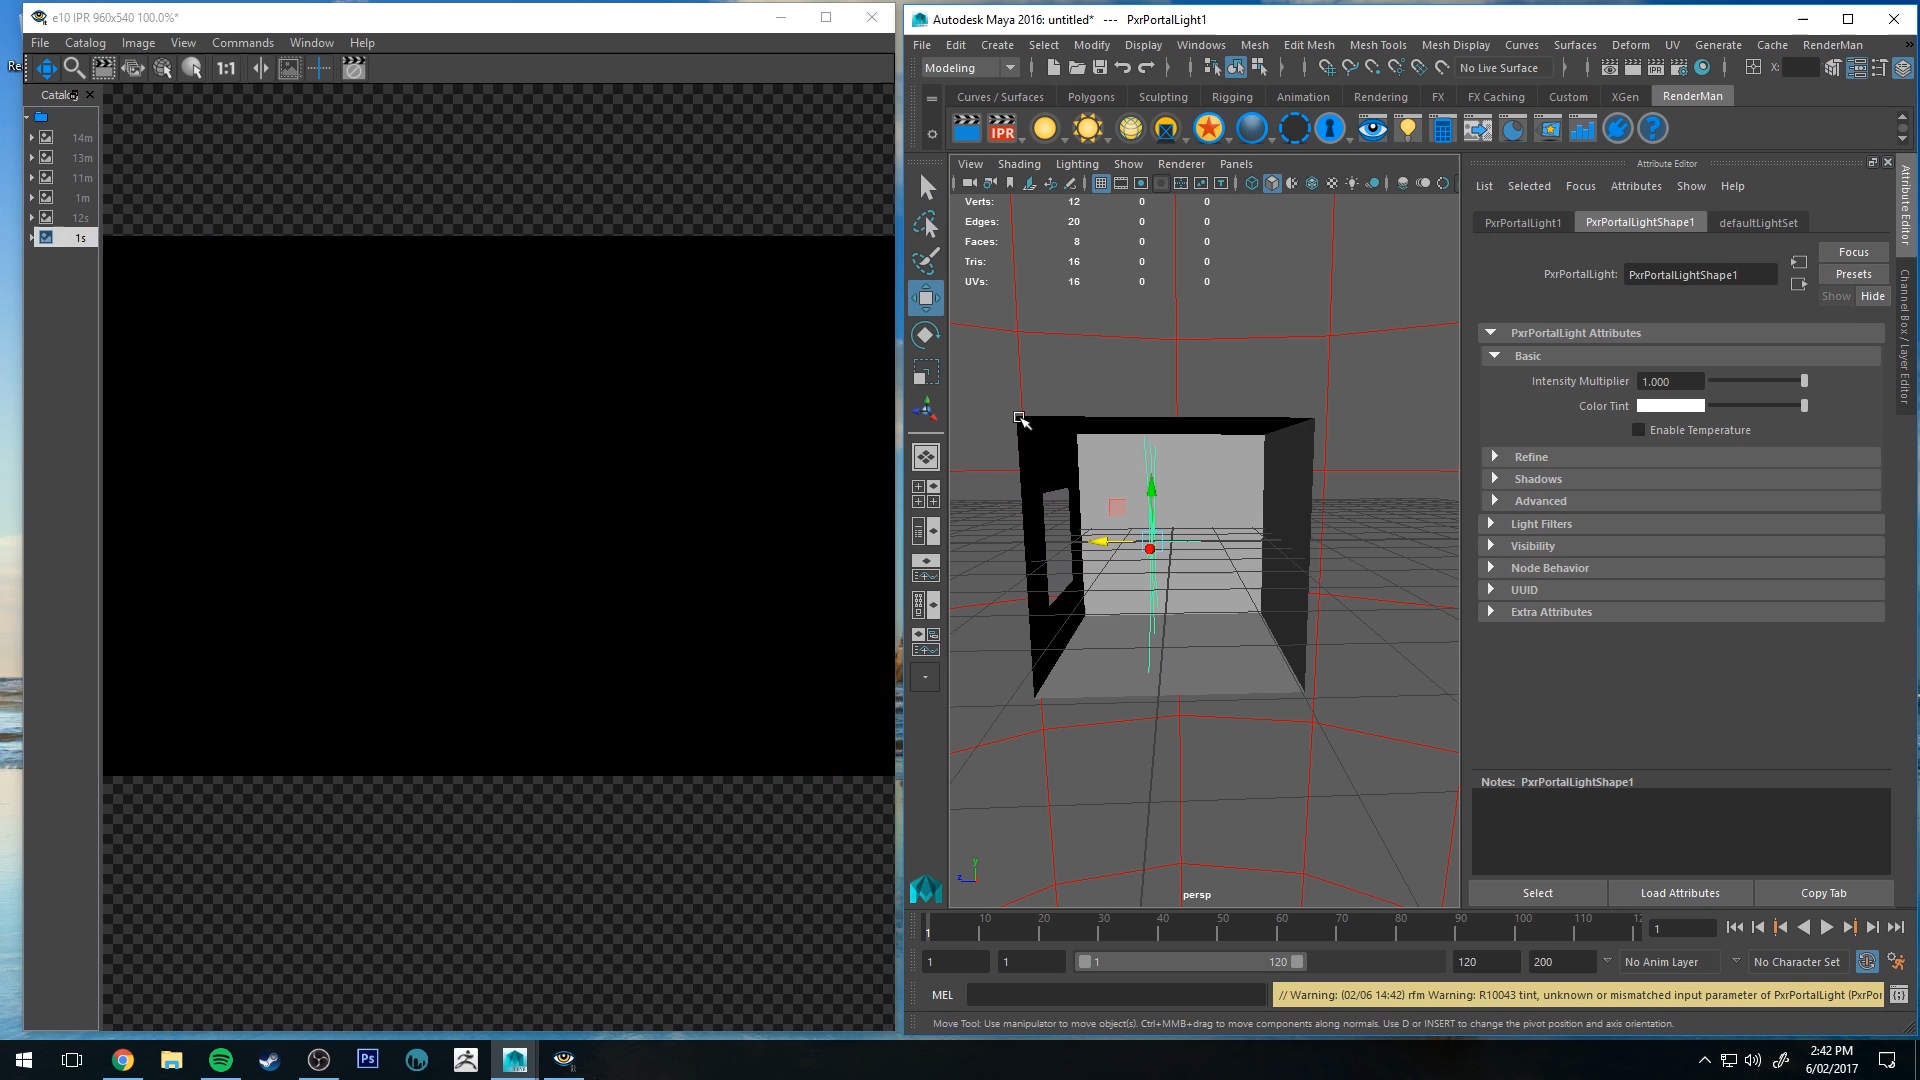 e10 IPR 960x540 100.0%*
File Catalog Image View Commands Window Help
1:1
Catalog
14m
13m
11m
1m
12s
1s
Autodesk Maya 2016: untitled* --- PxrPortalLight1
File Edit Create Select Modify Display Windows Mesh Edit Mesh Mesh Tools Mesh Display Curves Surfaces Deform UV Generate Cache RenderMan
Modeling No Live Surface X:
Curves / Surfaces Polygons Sculpting Rigging Animation Rendering FX FX Caching Custom XGen RenderMan
IPR
View Shading Lighting Show Renderer Panels
Verts: 12 0 0
Edges: 20 0 0
Faces: 8 0 0
Tris: 16 0 0
UVs: 16 0 0
y
z
persp
Attribute Editor
List Selected Focus Attributes Show Help
PxrPortalLight1 PxrPortalLightShape1 defaultLightSet
PxrPortalLight: PxrPortalLightShape1
Focus
Presets
Show Hide
PxrPortalLight Attributes
Basic
Intensity Multiplier 1.000
Color Tint
Enable Temperature
Refine
Shadows
Advanced
Light Filters
Visibility
Node Behavior
UUID
Extra Attributes
Notes: PxrPortalLightShape1
Select Load Attributes Copy Tab
Attribute Editor
Channel Box / Layer Editor
1 10 20 30 40 50 60 70 80 90 100 110 12 1
1 1 1 120 120 200 No Anim Layer No Character Set
MEL // Warning: (02/06 14:42) rfm Warning: R10043 tint, unknown or mismatched input parameter of PxrPortalLight (PxrPor
Move Tool: Use manipulator to move object(s). Ctrl+MMB+drag to move components along normals. Use D or INSERT to change the pivot position and axis orientation.
Ps
2:42 PM
6/02/2017